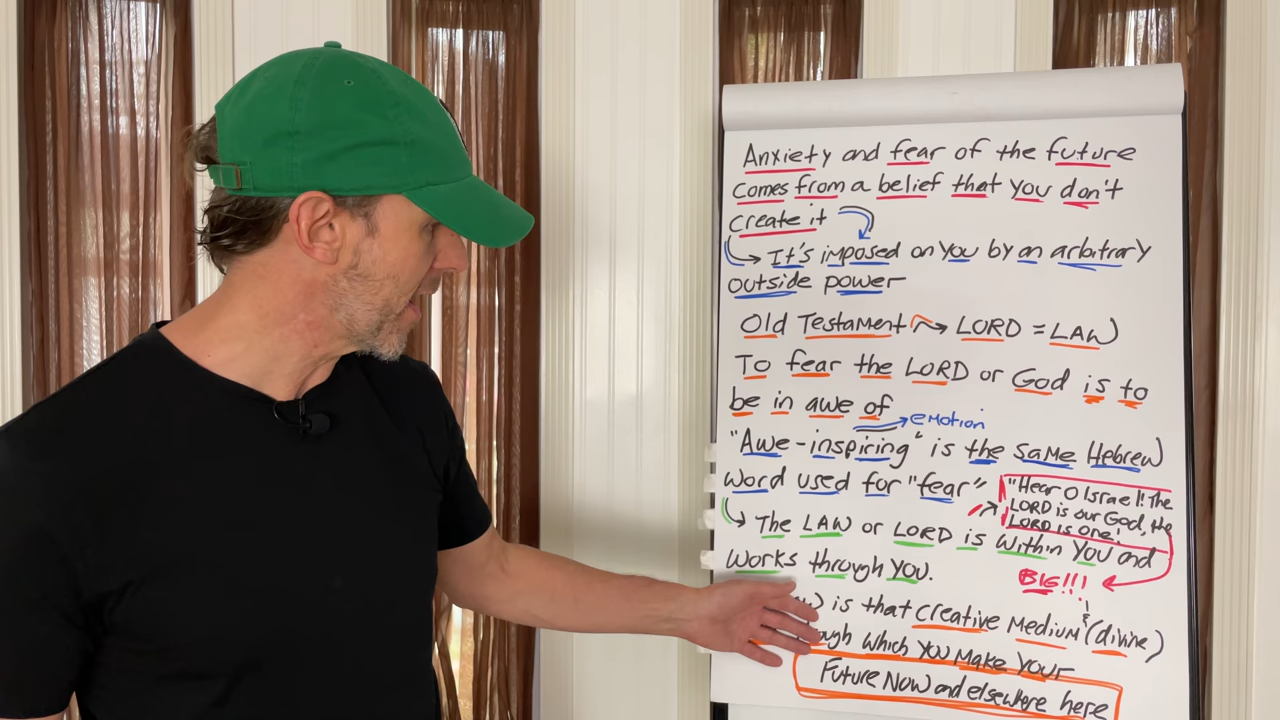 Anxiety and fear of the future
comes from a belief that you don't
create it
It's imposed on you by an arbitrary
outside power
Old Testament → LORD = LAW
To fear the LORD or God is to
be in awe of
→ emotion
"Awe-inspiring" is the same Hebrew
word used for "fear"
"Hear O Israel! The
LORD is our God, the
LORD is one!
The LAW or LORD is within you and
works through you.
BIG!!!
is that creative medium (divine)
which you make your
Future now and elsewhere here